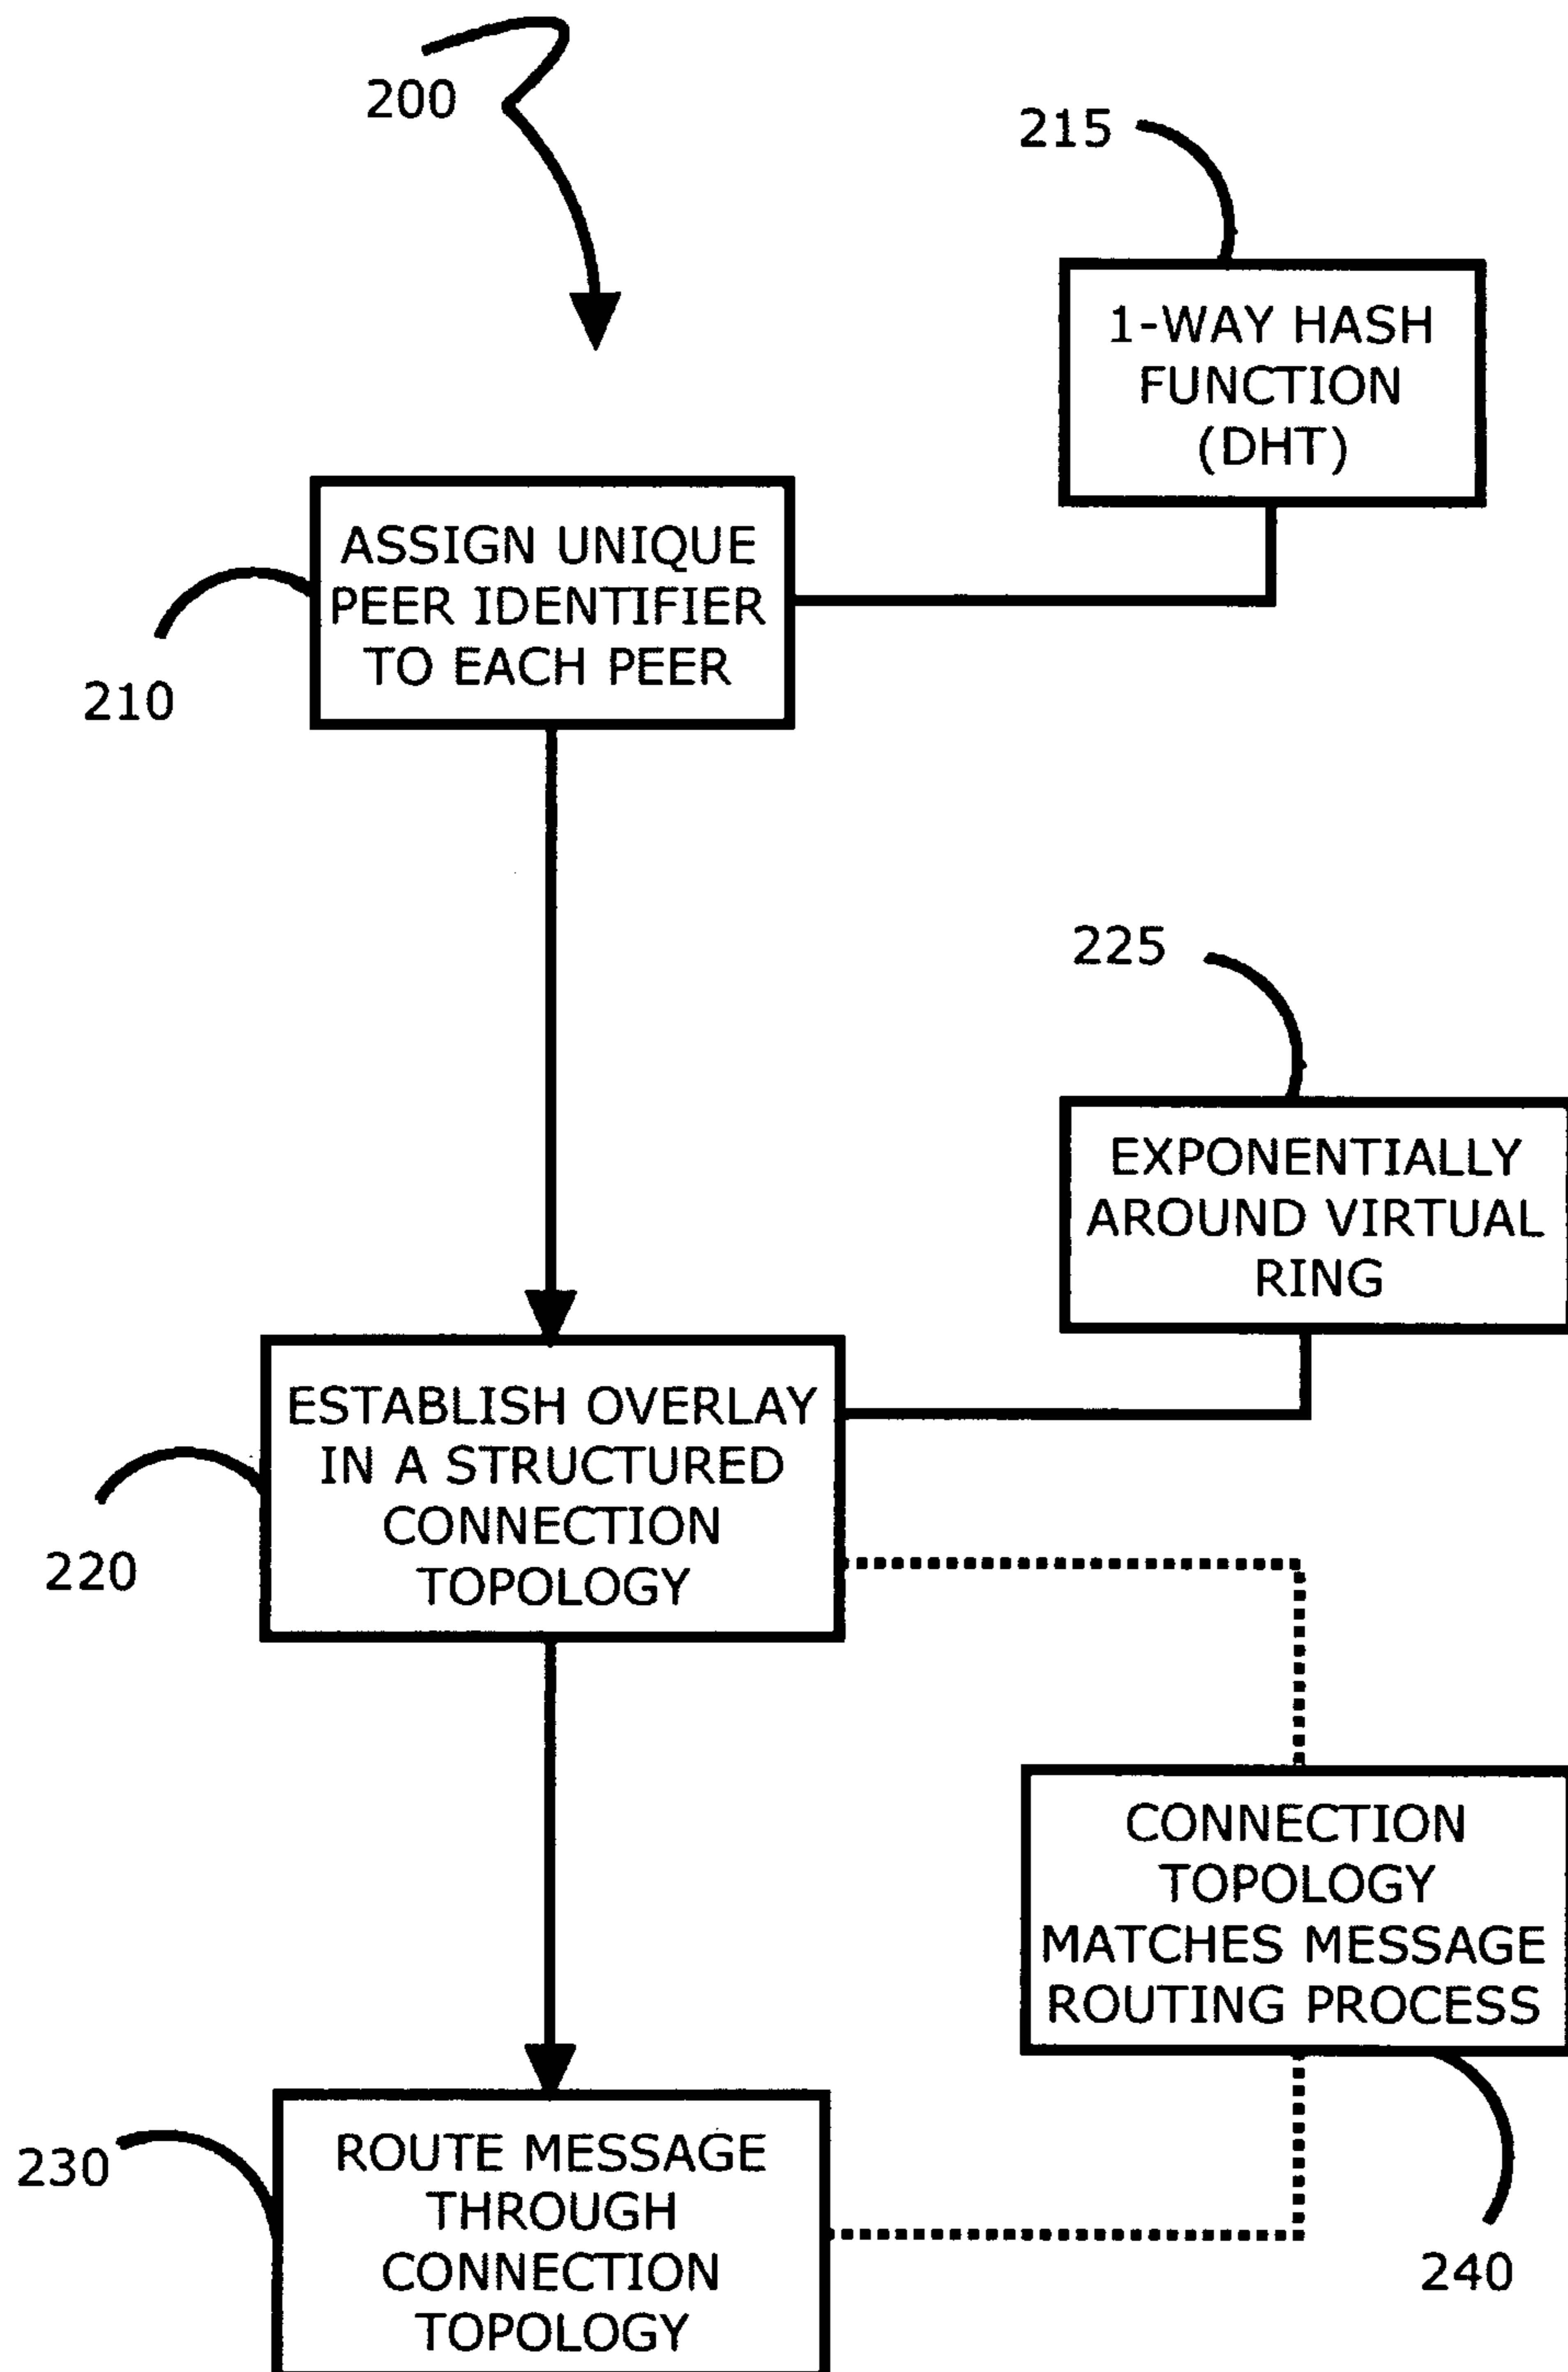 200
215
1-WAY HASH
FUNCTION
(DHT)
ASSIGN UNIQUE
PEER IDENTIFIER
TO EACH PEER
210
225
EXPONENTIALLY
AROUND VIRTUAL
RING
ESTABLISH OVERLAY
IN A STRUCTURED
CONNECTION
TOPOLOGY
220
CONNECTION
TOPOLOGY
MATCHES MESSAGE
ROUTING PROCESS
230
ROUTE MESSAGE
THROUGH
CONNECTION
TOPOLOGY
240